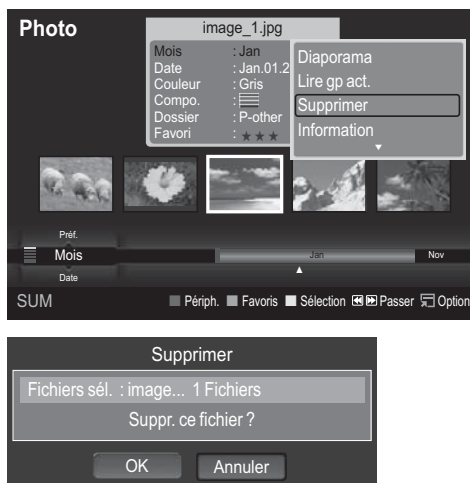 Photo
image_1.jpg
Mois : Jan
Date : Jan.01.2
Couleur : Gris
Compo. :
Dossier : P-other
Favori : ★ ★ ★
Diaporama
Lire gp act.
Supprimer
Information
Préf.
Mois
Jan
Nov
Date
SUM
Périph. Favoris Sélection Passer Option
Supprimer
Fichiers sél. : image... 1 Fichiers
Suppr. ce fichier ?
OK Annuler